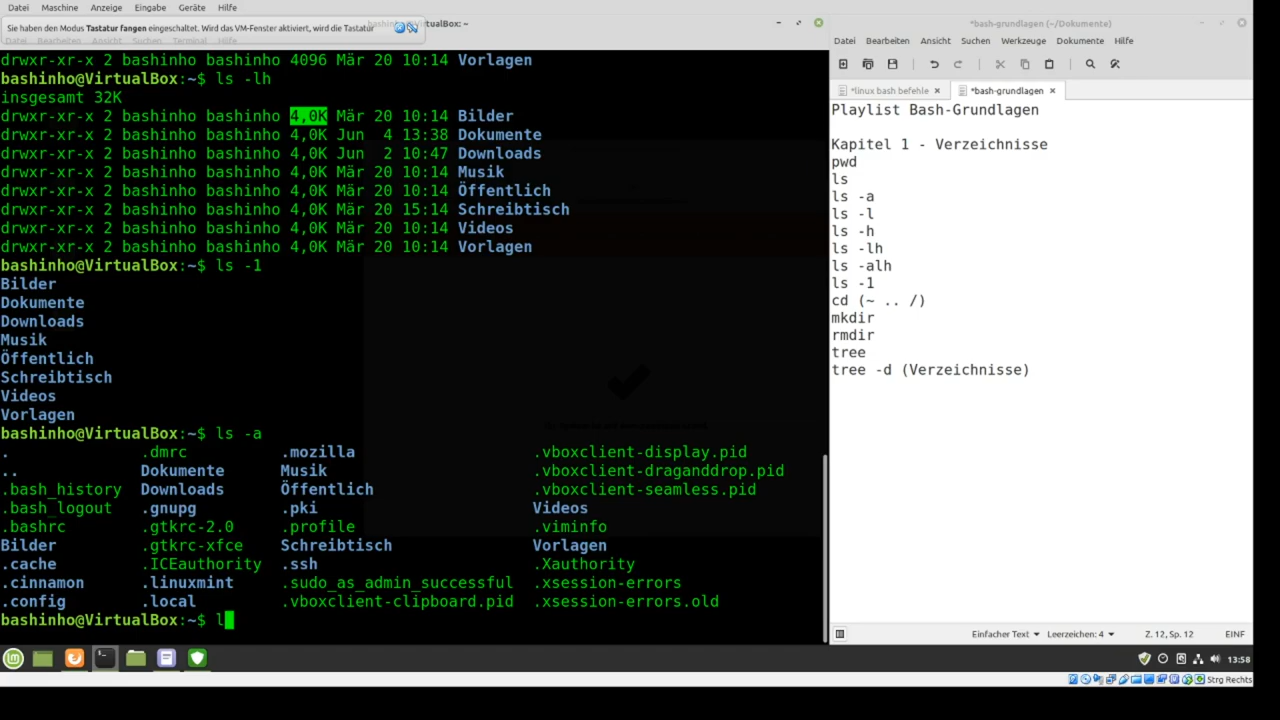 Datei Maschine Anzeige Eingabe Geräte Hilfe
Sie haben den Modus Tastatur fangen eingeschaltet. Wird das VM-Fenster aktiviert, wird die Tastatur
Datei Bearbeiten Ansicht Suchen Terminal Hilfe
drwxr-xr-x 2 bashinho bashinho 4096 Mär 20 10:14 Vorlagen
bashinho@VirtualBox:~$ ls -lh
insgesamt 32K
drwxr-xr-x 2 bashinho bashinho 4,0K Mär 20 10:14 Bilder
drwxr-xr-x 2 bashinho bashinho 4,0K Jun  4 13:38 Dokumente
drwxr-xr-x 2 bashinho bashinho 4,0K Jun  2 10:47 Downloads
drwxr-xr-x 2 bashinho bashinho 4,0K Mär 20 10:14 Musik
drwxr-xr-x 2 bashinho bashinho 4,0K Mär 20 10:14 Öffentlich
drwxr-xr-x 2 bashinho bashinho 4,0K Mär 20 15:14 Schreibtisch
drwxr-xr-x 2 bashinho bashinho 4,0K Mär 20 10:14 Videos
drwxr-xr-x 2 bashinho bashinho 4,0K Mär 20 10:14 Vorlagen
bashinho@VirtualBox:~$ ls -1
Bilder
Dokumente
Downloads
Musik
Öffentlich
Schreibtisch
Videos
Vorlagen
bashinho@VirtualBox:~$ ls -a
. .dmrc .mozilla .vboxclient-display.pid
.. Dokumente Musik .vboxclient-draganddrop.pid
.bash_history Downloads Öffentlich .vboxclient-seamless.pid
.bash_logout .gnupg .pki Videos
.bashrc .gtkrc-2.0 .profile .viminfo
Bilder .gtkrc-xfce Schreibtisch Vorlagen
.cache .ICEauthority .ssh .Xauthority
.cinnamon .linuxmint .sudo_as_admin_successful .xsession-errors
.config .local .vboxclient-clipboard.pid .xsession-errors.old
bashinho@VirtualBox:~$ l
*bash-grundlagen (~/Dokumente)
Datei Bearbeiten Ansicht Suchen Werkzeuge Dokumente Hilfe
*linux bash befehle × *bash-grundlagen ×
Playlist Bash-Grundlagen
Kapitel 1 - Verzeichnisse
pwd
ls
ls -a
ls -l
ls -h
ls -lh
ls -alh
ls -1
cd (~ .. /)
mkdir
rmdir
tree
tree -d (Verzeichnisse)
Einfacher Text Leerzeichen: 4 Z. 12, Sp. 12 EINF
13:58
Strg Rechts